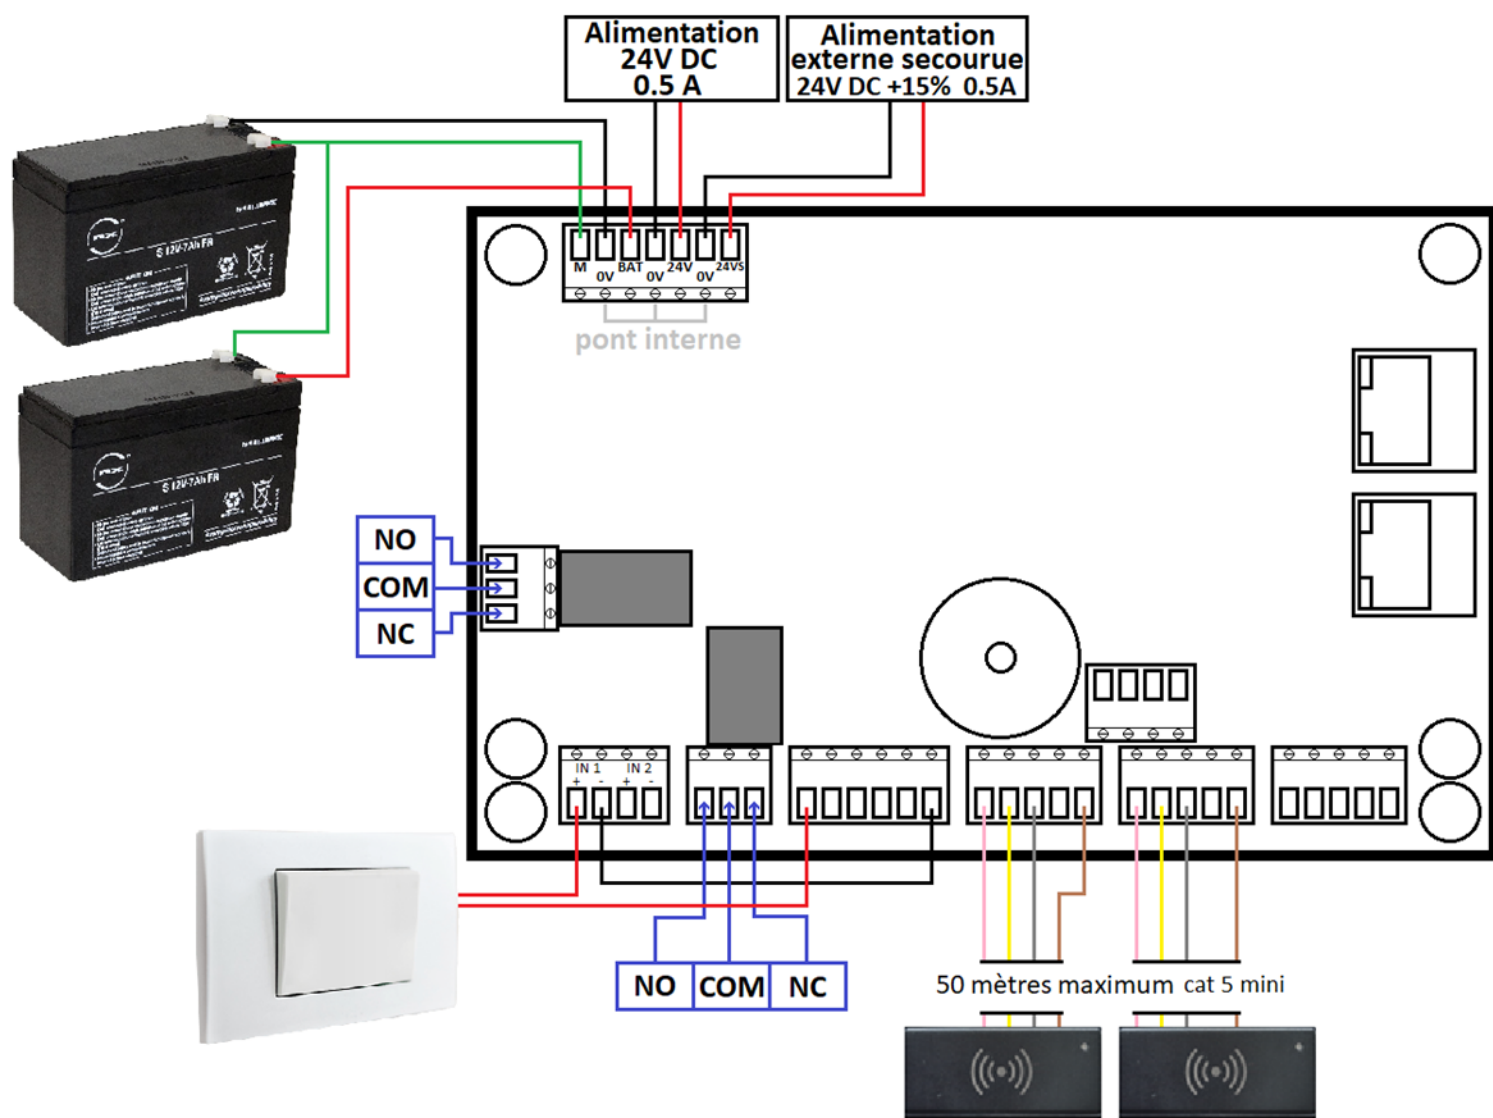 Alimentation
24V DC
0.5 A
Alimentation
externe secourue
24V DC +15% 0.5A
S 12V-7Ah FR
S 12V-7Ah FR
M 0V BAT 0V 24V 0V 24VS
pont interne
NO
COM
NC
IN 1 IN 2
+ - + -
NO COM NC
50 mètres maximum cat 5 mini